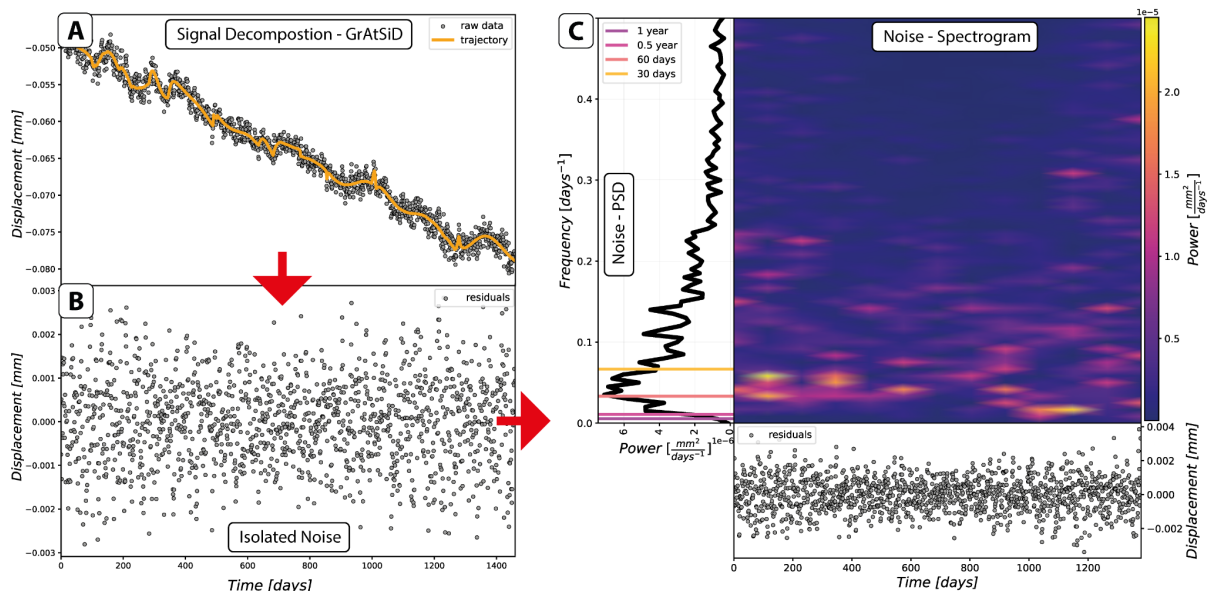 A
Signal Decompostion - GrAtSiD
raw data
trajectory
−0.050
−0.055
−0.060
−0.065
−0.070
−0.075
−0.080
Displacement [mm]
B
residuals
0.003
0.002
0.001
0.000
−0.001
−0.002
−0.003
Displacement [mm]
Isolated Noise
0
200
400
600
800
1000
1200
1400
Time [days]
C
1 year
0.5 year
60 days
30 days
Noise - Spectrogram
0.4
0.3
0.2
0.1
0.0
Frequency [days⁻¹]
Noise - PSD
6
4
2
0
1e−6
Power [mm²/days⁻¹]
1e−5
2.0
1.5
1.0
0.5
0.0
Power [mm²/days⁻¹]
residuals
0.004
0.002
0.000
−0.002
Displacement [mm]
0
200
400
600
800
1000
1200
Time [days]